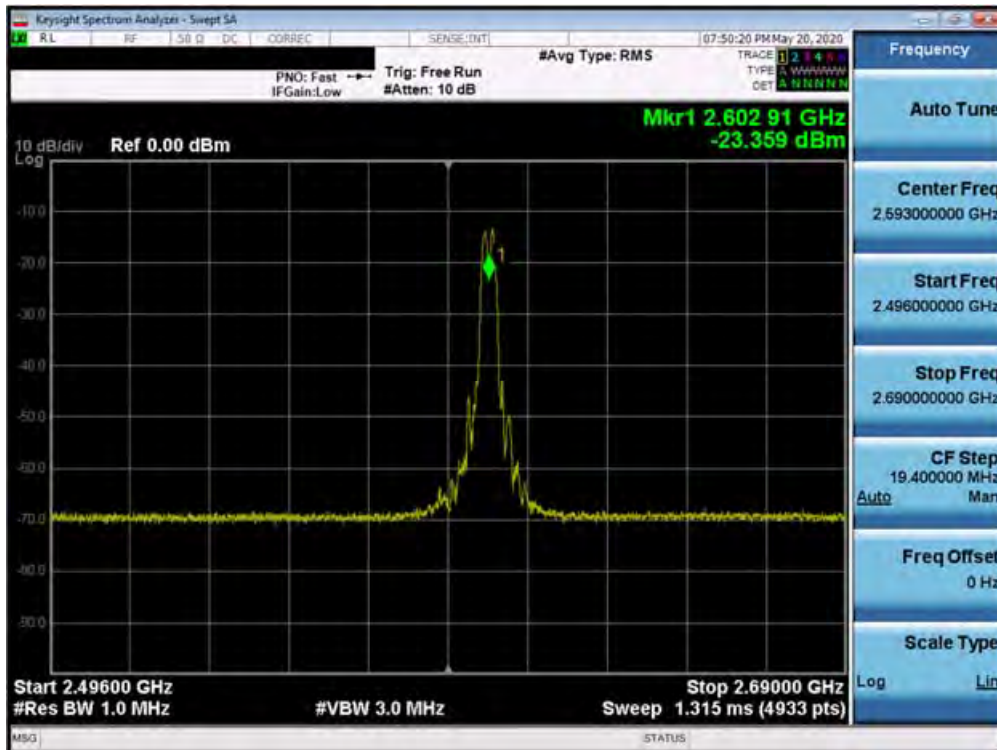 Keysight Spectrum Analyzer - Swept SA
RL RF 50 Ω DC CORREC SENSE:INT 07:50:20 PM May 20, 2020
#Avg Type: RMS
TRACE 1 2 3 4 5 6
PNO: Fast Trig: Free Run
TYPE A WWWWW
IFGain:Low #Atten: 10 dB
DET A N N N N N
Mkr1 2.602 91 GHz
-23.359 dBm
10 dB/div Ref 0.00 dBm
Log
1
-10.0
-20.0
-30.0
-40.0
-50.0
-60.0
-70.0
-80.0
-90.0
Start 2.49600 GHz Stop 2.69000 GHz
#Res BW 1.0 MHz #VBW 3.0 MHz Sweep 1.315 ms (4933 pts)
MSG STATUS
Frequency
Auto Tune
Center Freq
2.593000000 GHz
Start Freq
2.496000000 GHz
Stop Freq
2.690000000 GHz
CF Step
19.400000 MHz
Auto Man
Freq Offset
0 Hz
Scale Type
Log Lin